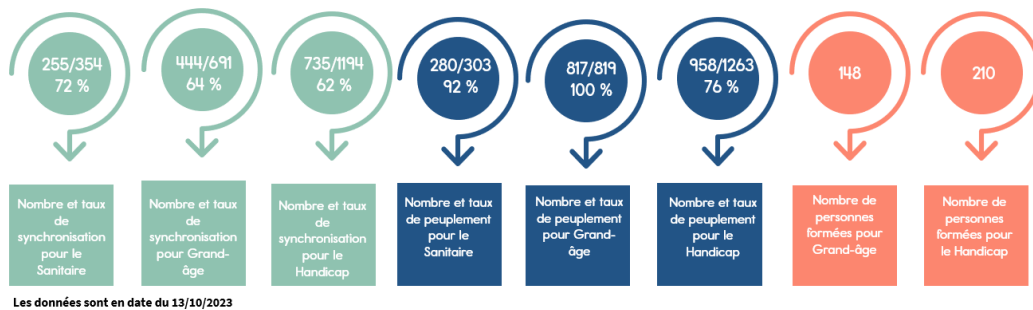 255/354
72 %
444/691
64 %
735/1194
62 %
280/303
92 %
817/819
100 %
958/1263
76 %
148
210
Nombre et taux
de
synchronisation
pour le
Sanitaire
Nombre et taux
de
synchronisation
pour Grand-
âge
Nombre et taux
de
synchronisation
pour le
Handicap
Nombre et taux
de peuplement
pour le
Sanitaire
Nombre et taux
de peuplement
pour Grand-
âge
Nombre et taux
de peuplement
pour le
Handicap
Nombre de
personnes
formées pour
Grand-âge
Nombre de
personnes
formées pour
le Handicap
Les données sont en date du 13/10/2023